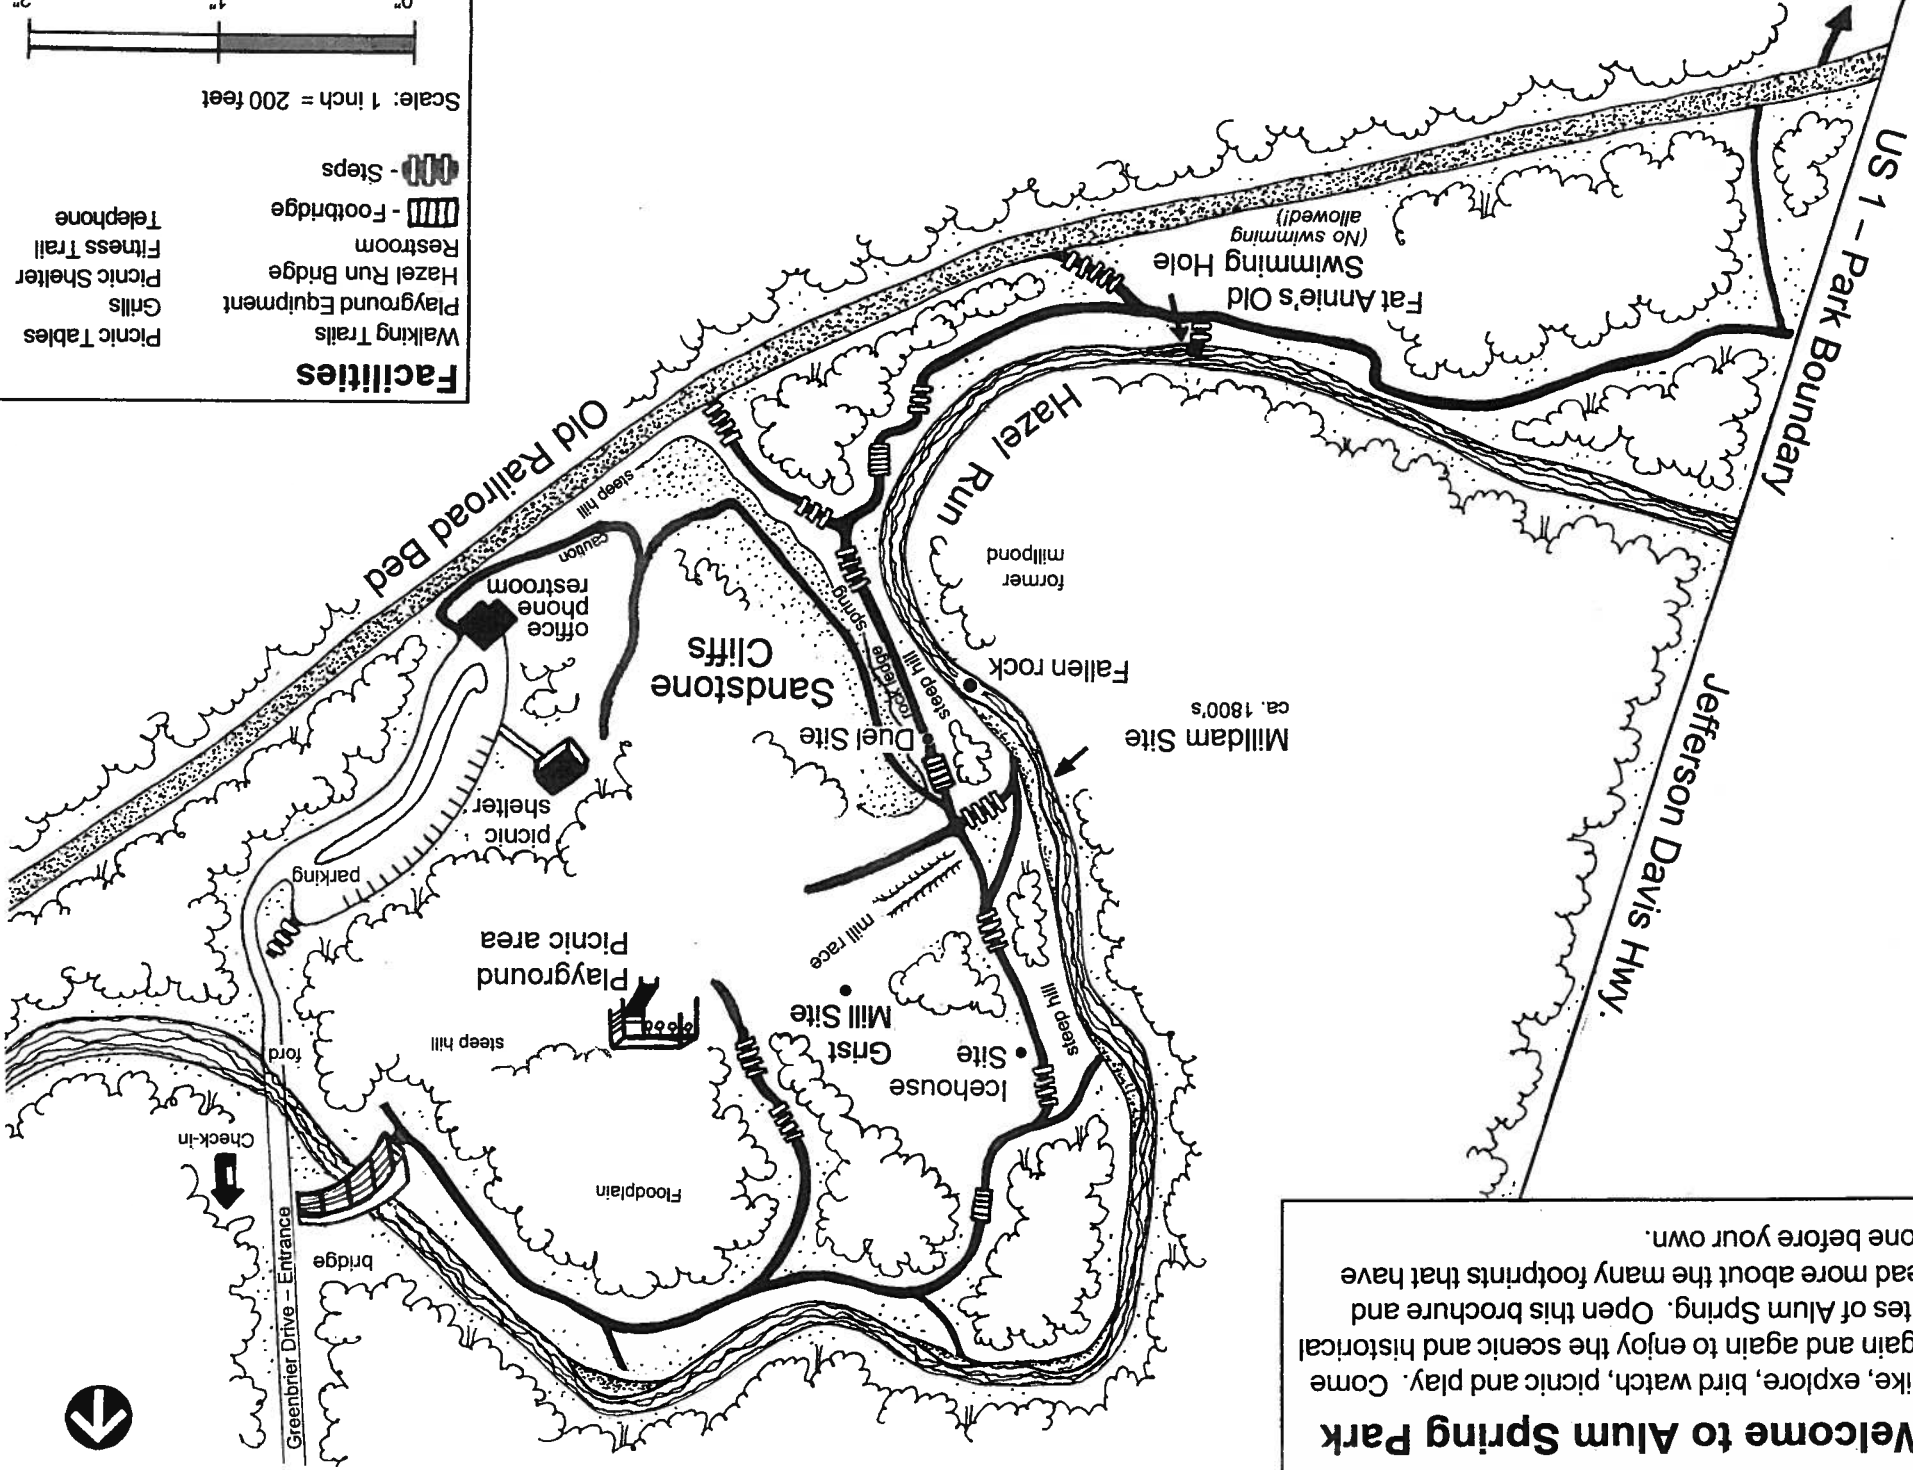 Welcome to Alum Spring Park
ike, explore, bird watch, picnic and play. Come
gain and again to enjoy the scenic and historical
tes of Alum Spring. Open this brochure and
ead more about the many footprints that have
one before your own.
Greenbrier Drive – Entrance
bridge
Check-in
ford
Floodplain
steep hill
Playground
Picnic area
Icehouse
Site
Grist
Mill Site
steep hill
mill race
parking
picnic
shelter
Duel Site
Milldam Site
ca. 1800's
Fallen rock
steep hill
rock ledge
spring
Sandstone
Cliffs
office
phone
restroom
caution
steep hill
former
millpond
Hazel Run
Old Railroad Bed
Jefferson Davis Hwy.
US 1 – Park Boundary
Fat Annie's Old
Swimming Hole
(No swimming
allowed!)
Facilities
Walking Trails
Playground Equipment
Hazel Run Bridge
Restroom
Picnic Tables
Grills
Picnic Shelter
Fitness Trail
Telephone
- Footbridge
- Steps
Scale: 1 inch = 200 feet
0" 1" 2"